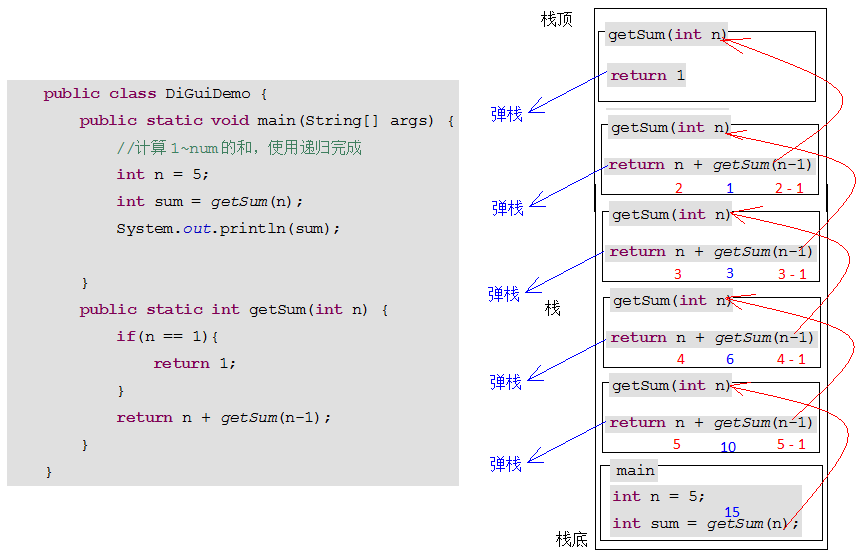 public class DiGuiDemo {
public static void main(String[] args) {
//计算1~num的和,使用递归完成
int n = 5;
int sum = getSum(n);
System.out.println(sum);
}
public static int getSum(int n) {
if(n == 1){
return 1;
}
return n + getSum(n-1);
}
}
栈顶
getSum(int n)
return 1
弹栈
getSum(int n)
return n + getSum(n-1)
2 1 2 - 1
弹栈
getSum(int n)
return n + getSum(n-1)
3 3 3 - 1
弹栈
栈
getSum(int n)
return n + getSum(n-1)
4 6 4 - 1
弹栈
getSum(int n)
return n + getSum(n-1)
5 10 5 - 1
弹栈
main
int n = 5;
15
int sum = getSum(n);
栈底